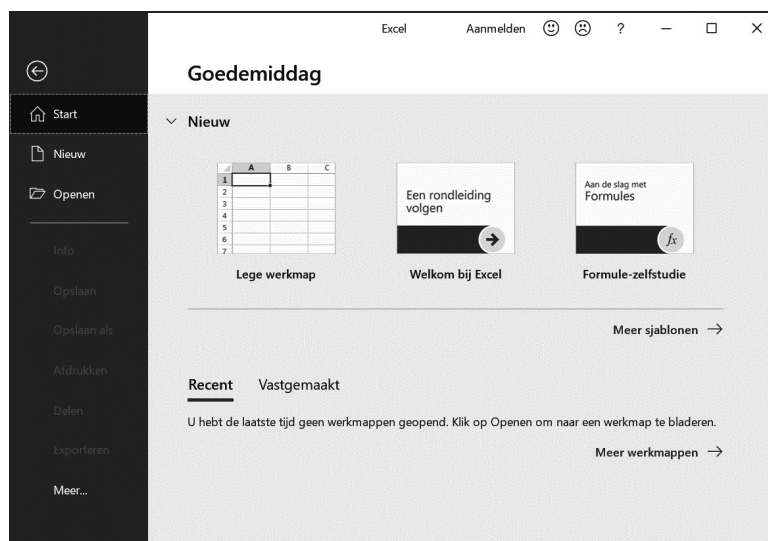 Excel Aanmelden ?
Goedemiddag
Start
Nieuw
Openen
Info
Opslaan
Opslaan als
Afdrukken
Delen
Exporteren
Meer...
Nieuw
A B C
1
2
3
4
5
6
7
Lege werkmap
Een rondleiding
volgen
Welkom bij Excel
Aan de slag met
Formules
fx
Formule-zelfstudie
Meer sjablonen
Recent Vastgemaakt
U hebt de laatste tijd geen werkmappen geopend. Klik op Openen om naar een werkmap te bladeren.
Meer werkmappen